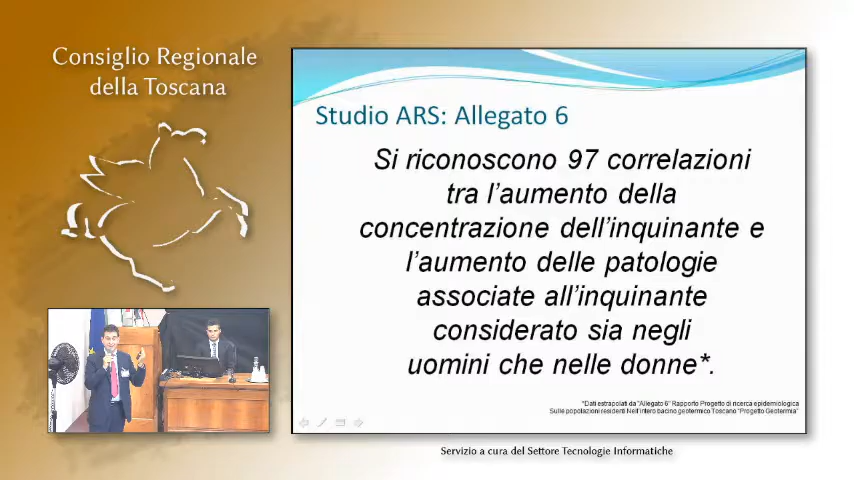 Consiglio Regionale
della Toscana
Studio ARS: Allegato 6
Si riconoscono 97 correlazioni
tra l'aumento della
concentrazione dell'inquinante e
l'aumento delle patologie
associate all'inquinante
considerato sia negli
uomini che nelle donne*.
*Dati estrapolati da "Allegato 6" Rapporto Progetto di ricerca epidemiologica
Sulle popolazioni residenti Nell'intero bacino geotermico Toscano "Progetto Geotermia"
Servizio a cura del Settore Tecnologie Informatiche